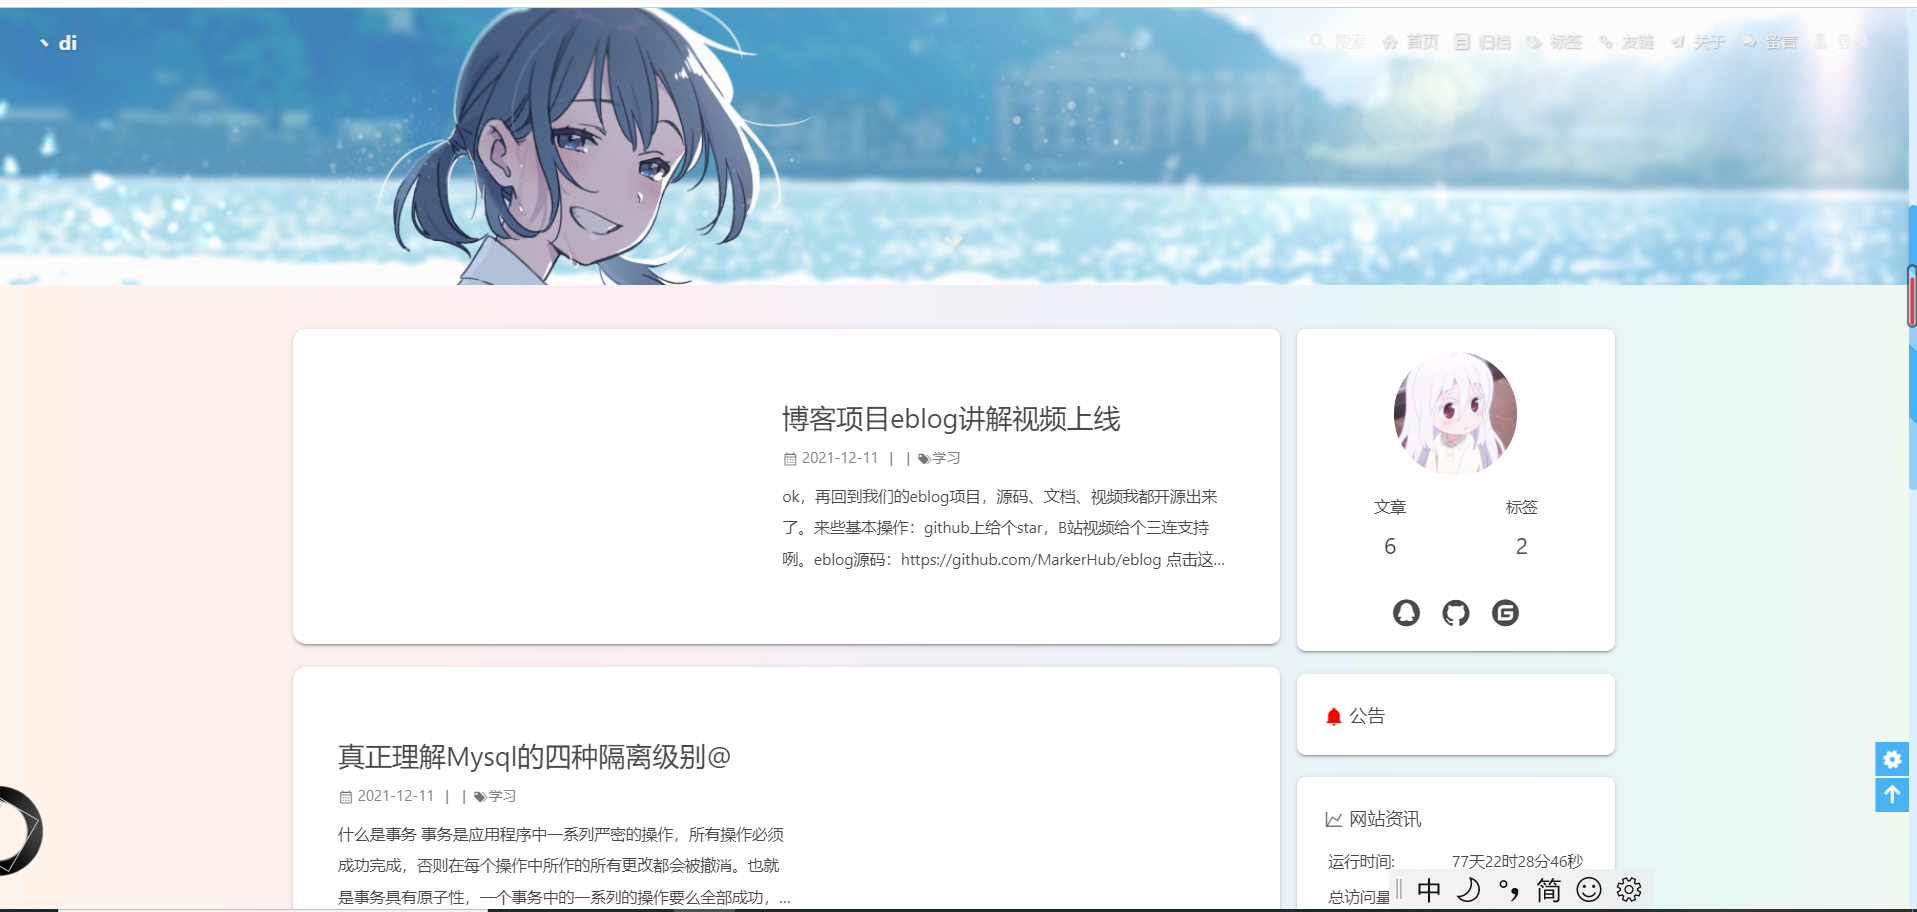 丶 di
搜索 首页 归档 标签 友链 关于 留言 登录
博客项目eblog讲解视频上线
2021-12-11 | | 学习
ok，再回到我们的eblog项目，源码、文档、视频我都开源出来
了。来些基本操作：github上给个star，B站视频给个三连支持
咧。eblog源码：https://github.com/MarkerHub/eblog 点击这...
文章 标签
6 2
公告
真正理解Mysql的四种隔离级别@
2021-12-11 | | 学习
什么是事务 事务是应用程序中一系列严密的操作，所有操作必须
成功完成，否则在每个操作中所作的所有更改都会被撤消。也就
是事务具有原子性，一个事务中的一系列的操作要么全部成功，...
网站资讯
运行时间: 77天22时28分46秒
总访问量
中 °, 简